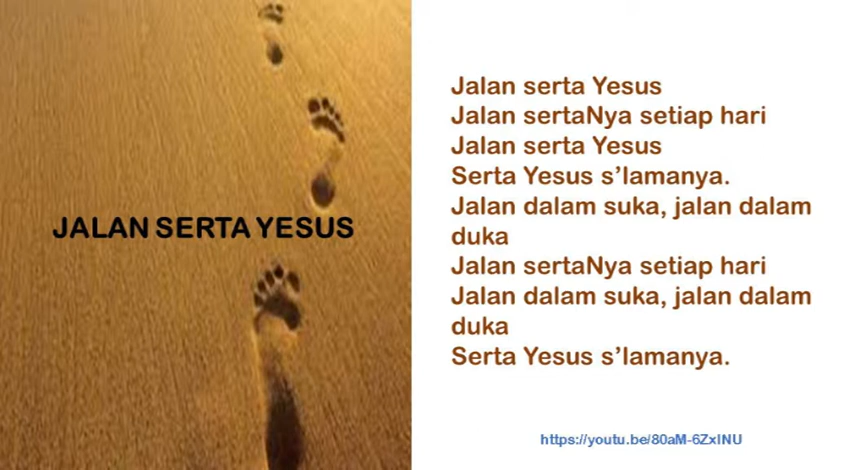 JALAN SERTA YESUS
Jalan serta Yesus
Jalan sertaNya setiap hari
Jalan serta Yesus
Serta Yesus s’lamanya.
Jalan dalam suka, jalan dalam
duka
Jalan sertaNya setiap hari
Jalan dalam suka, jalan dalam
duka
Serta Yesus s’lamanya.
https://youtu.be/80aM-6ZxlNU